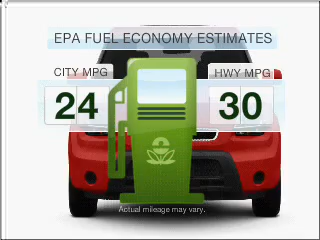 EPA FUEL ECONOMY ESTIMATES
CITY MPG
HWY MPG
24
30
Actual mileage may vary.